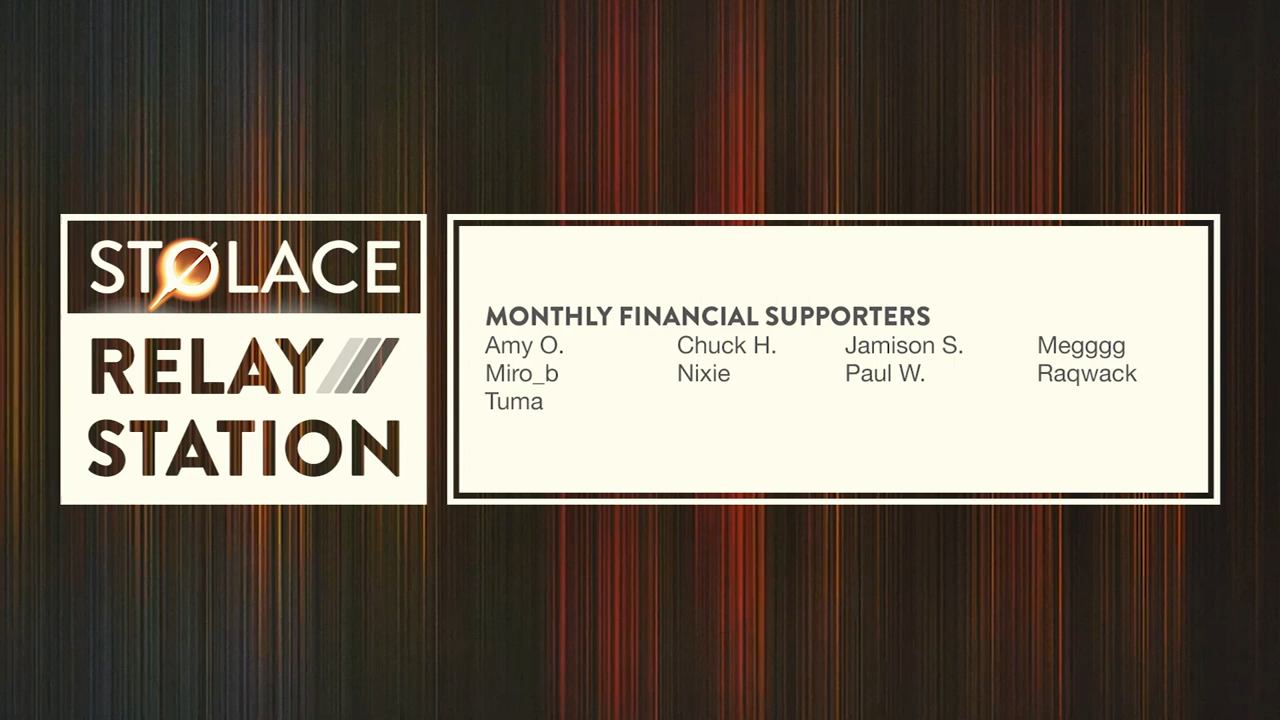 STØLACE
RELAY
STATION
MONTHLY FINANCIAL SUPPORTERS
Amy O. Chuck H. Jamison S. Megggg
Miro_b Nixie Paul W. Raqwack
Tuma